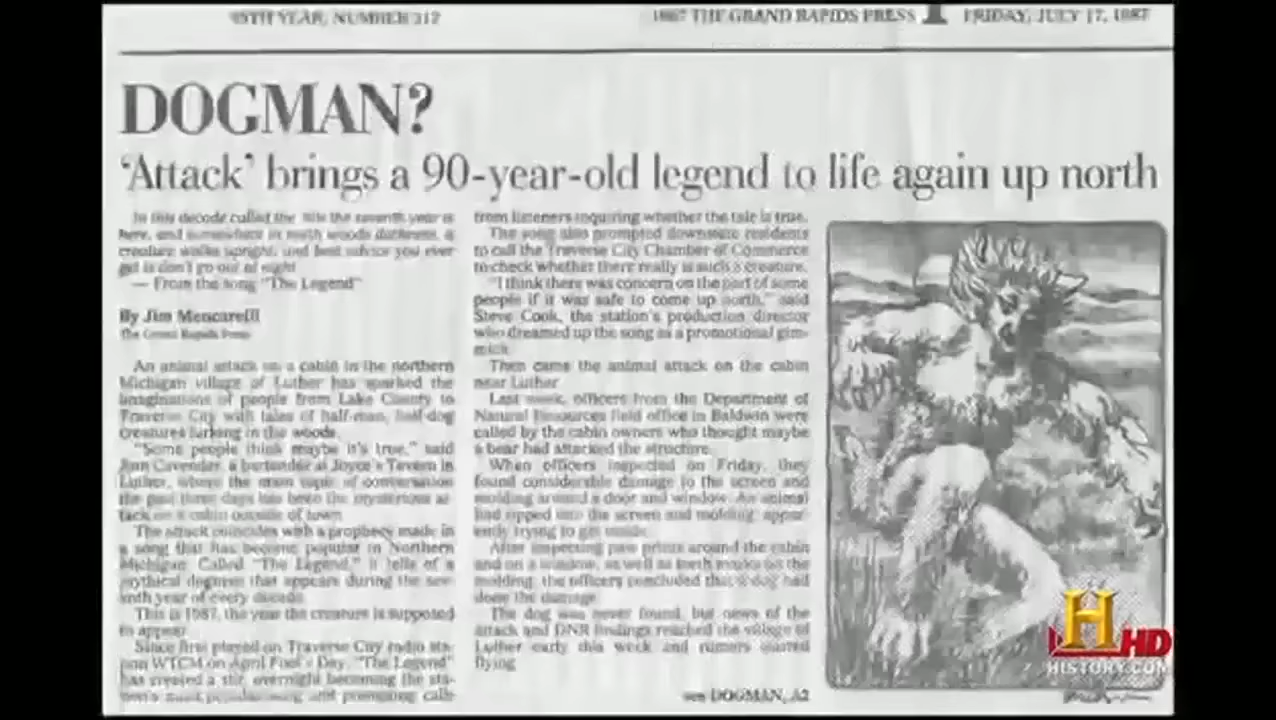 95TH YEAR, NUMBER 212
1987 THE GRAND RAPIDS PRESS
FRIDAY, JULY 17, 1987
DOGMAN?
‘Attack’ brings a 90-year-old legend to life again up north
In this decade called the the seventh year is
here, and somewhere in north woods darkness, a
creature walks upright, and best advice you ever
get is don't go out at night
— From the song "The Legend"
By Jim Mencarelli
The Grand Rapids Press
An animal attack on a cabin in the northern
Michigan village of Luther has sparked the
imaginations of people from Lake County to
Traverse City with tales of half-man, half-dog
creatures lurking in the woods.
"Some people think maybe it's true," said
Ann Cavender, a bartender at Joyce's Tavern in
Luther, where the main topic of conversation
the past three days has been the mysterious at-
tack on a cabin outside of town.
The attack coincides with a prophecy made in
a song that has become popular in Northern
Michigan. Called "The Legend," it tells of a
mythical dogman that appears during the sev-
enth year of every decade.
This is 1987, the year the creature is supposed
to appear.
Since first played on Traverse City radio sta-
tion WTCM on April Fool's Day, "The Legend"
has created a stir, overnight becoming the sta-
tion's most popular song and prompting calls
from listeners inquiring whether the tale is true.
The song also prompted downstate residents
to call the Traverse City Chamber of Commerce
to check whether there really is such a creature.
"I think there was concern on the part of some
people if it was safe to come up north," said
Steve Cook, the station's production director
who dreamed up the song as a promotional gim-
mick.
Then came the animal attack on the cabin
near Luther.
Last week, officers from the Department of
Natural Resources field office in Baldwin were
called by the cabin owners who thought maybe
a bear had attacked the structure.
When officers inspected on Friday, they
found considerable damage to the screen and
molding around a door and window. An animal
had ripped into the screen and molding, appar-
ently trying to get inside.
After inspecting paw prints around the cabin
and on a window, as well as teeth marks on the
molding, the officers concluded that a dog had
done the damage.
The dog was never found, but news of the
attack and DNR findings reached the village of
Luther early this week and rumors started
flying.
see DOGMAN, A2
H HD
HISTORY.COM